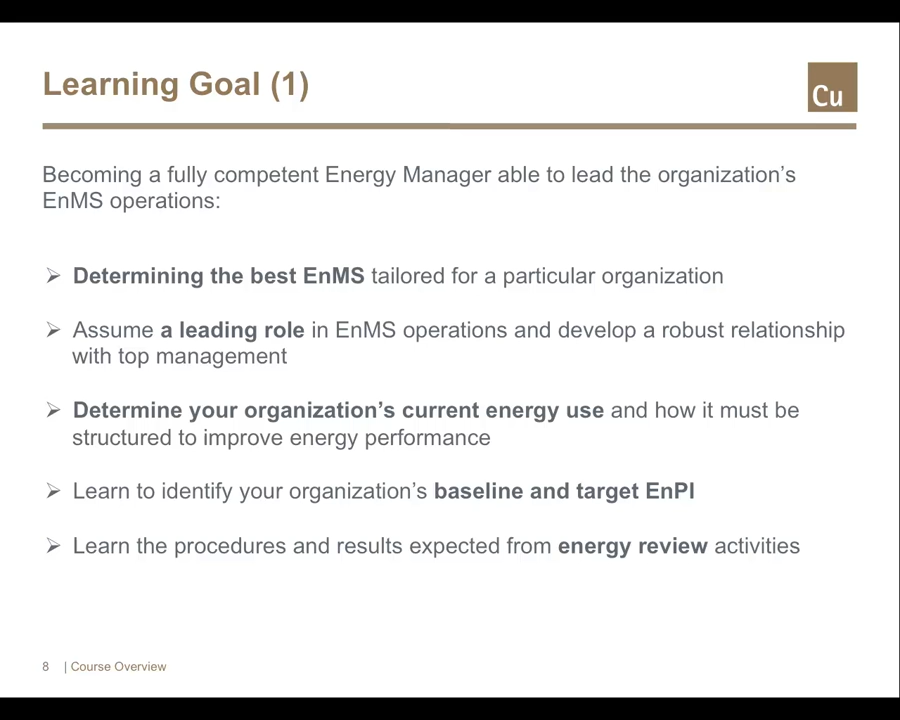 Learning Goal (1)
Cu
Becoming a fully competent Energy Manager able to lead the organization’s
EnMS operations:
➢ Determining the best EnMS tailored for a particular organization
➢ Assume a leading role in EnMS operations and develop a robust relationship
with top management
➢ Determine your organization’s current energy use and how it must be
structured to improve energy performance
➢ Learn to identify your organization’s baseline and target EnPI
➢ Learn the procedures and results expected from energy review activities
8 | Course Overview